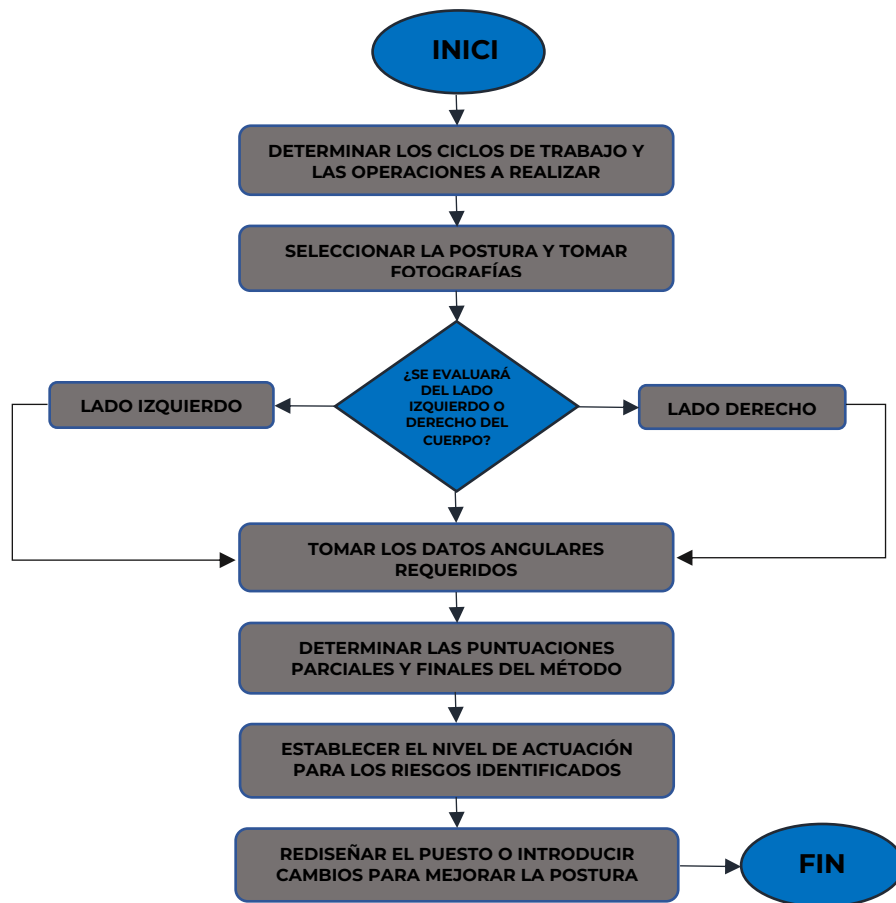 INICI
DETERMINAR LOS CICLOS DE TRABAJO Y
LAS OPERACIONES A REALIZAR
SELECCIONAR LA POSTURA Y TOMAR
FOTOGRAFÍAS
¿SE EVALUARÁ
DEL LADO
IZQUIERDO O
DERECHO DEL
CUERPO?
LADO IZQUIERDO
LADO DERECHO
TOMAR LOS DATOS ANGULARES
REQUERIDOS
DETERMINAR LAS PUNTUACIONES
PARCIALES Y FINALES DEL MÉTODO
ESTABLECER EL NIVEL DE ACTUACIÓN
PARA LOS RIESGOS IDENTIFICADOS
REDISEÑAR EL PUESTO O INTRODUCIR
CAMBIOS PARA MEJORAR LA POSTURA
FIN